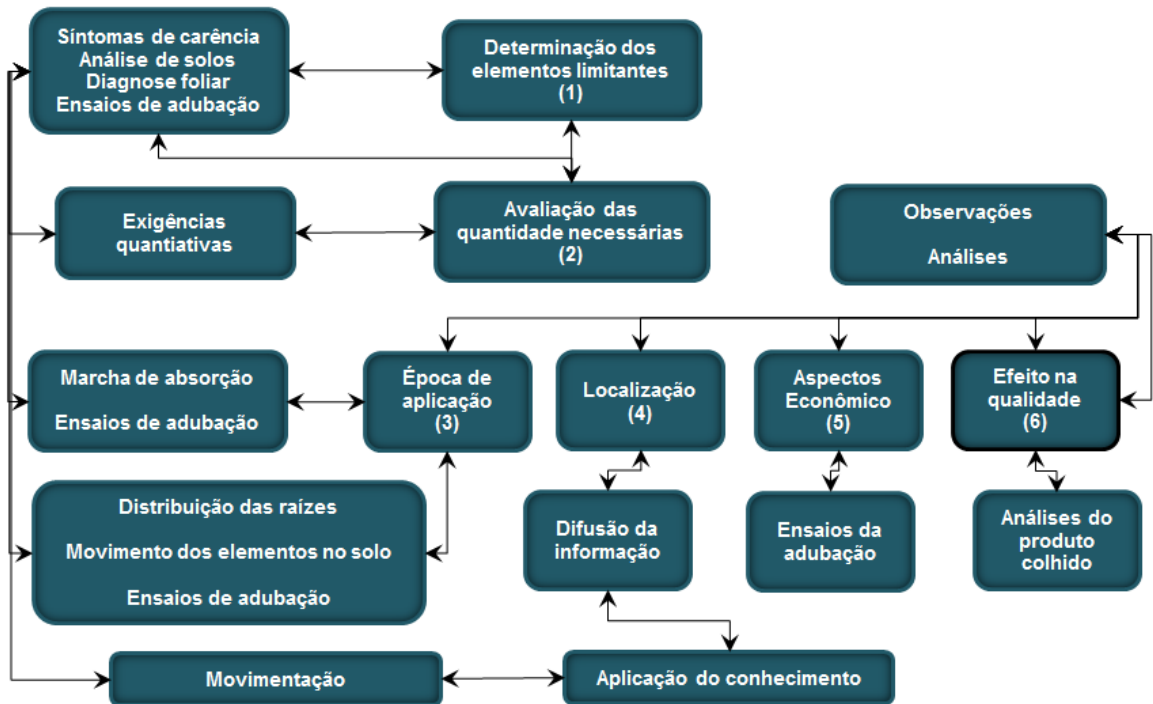 Síntomas de carência
Análise de solos
Diagnose foliar
Ensaios de adubação
Determinação dos
elementos limitantes
(1)
Exigências
quantiativas
Avaliação das
quantidade necessárias
(2)
Observações
Análises
Marcha de absorção
Ensaios de adubação
Época de
aplicação
(3)
Localização
(4)
Aspectos
Econômico
(5)
Efeito na
qualidade
(6)
Distribuição das raízes
Movimento dos elementos no solo
Ensaios de adubação
Difusão da
informação
Ensaios da
adubação
Análises do
produto
colhido
Movimentação
Aplicação do conhecimento